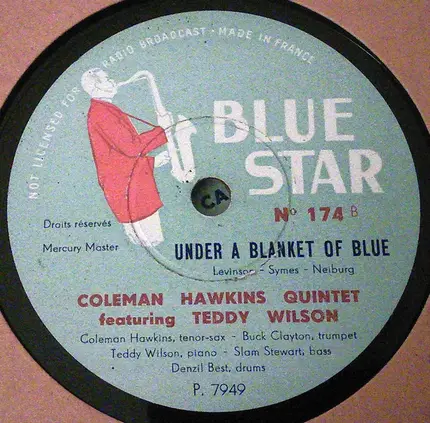 NOT LICENSED FOR RADIO BROADCAST · MADE IN FRANCE
BLUE
STAR
Nº 174 B
CA
Droits réservés
Mercury Master
UNDER A BLANKET OF BLUE
Levinson - Symes - Neiburg
COLEMAN HAWKINS QUINTET
featuring TEDDY WILSON
Coleman Hawkins, tenor-sax - Buck Clayton, trumpet
Teddy Wilson, piano - Slam Stewart, bass
Denzil Best, drums
P. 7949